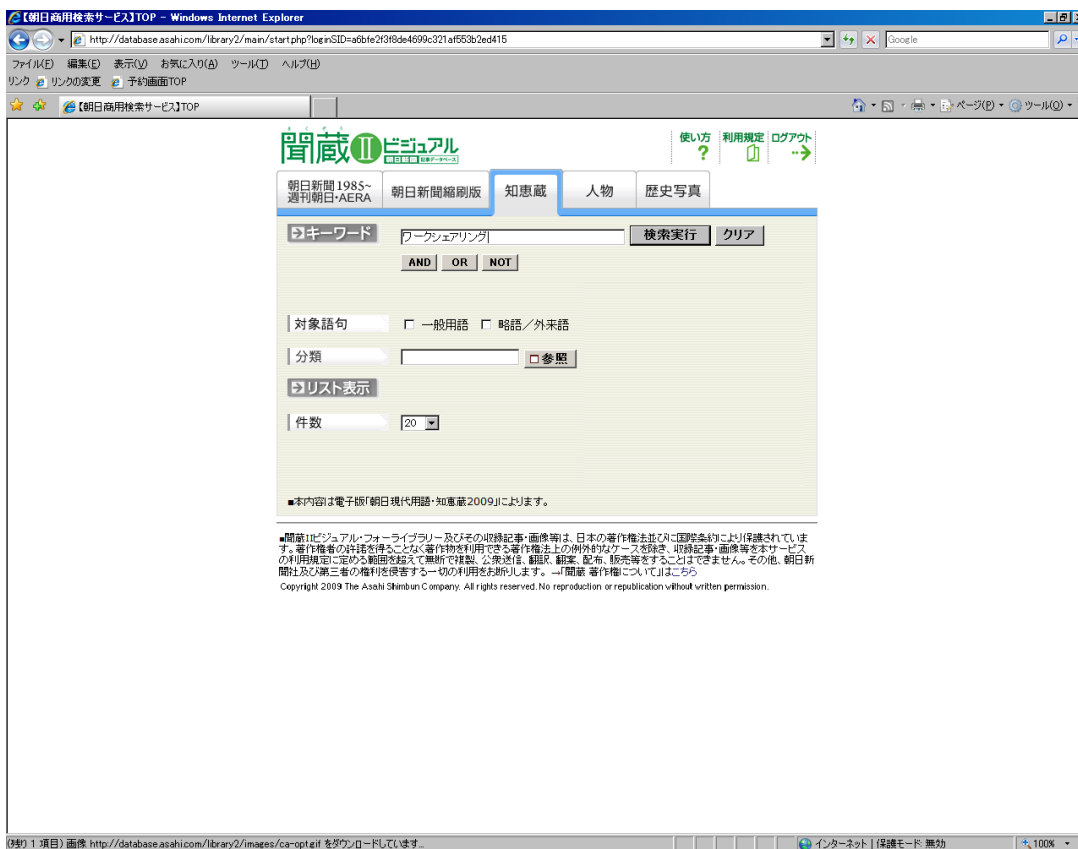 【朝日商用検索サービス】TOP - Windows Internet Explorer
http://database.asahi.com/library2/main/start.php?loginSID=a6bfe2f3f8de4699c321af553b2ed415
Google
ファイル(F) 編集(E) 表示(V) お気に入り(A) ツール(T) ヘルプ(H)
リンク リンクの変更 予約画面TOP
【朝日商用検索サービス】TOP
ページ(P) ツール(O)
聞蔵Ⅱビジュアル
朝日新聞 記事データベース
使い方 ?
利用規定
ログアウト
朝日新聞1985~
週刊朝日・AERA
朝日新聞縮刷版
知恵蔵
人物
歴史写真
キーワード
ワークシェアリング
検索実行 クリア
AND OR NOT
対象語句 一般用語 略語/外来語
分類 参照
リスト表示
件数 20
■本内容は電子版「朝日現代用語・知恵蔵2009」によります。
■聞蔵IIビジュアル・フォーライブラリー及びその収録記事・画像等は、日本の著作権法並びに国際条約により保護されていま
す。著作権者の許諾を得ることなく著作物を利用できる著作権法上の例外的なケースを除き、収録記事・画像等を本サービス
の利用規定に定める範囲を超えて無断で複製、公衆送信、翻訳、翻案、配布、販売等をすることはできません。その他、朝日新
聞社及び第三者の権利を侵害する一切の利用をお断りします。 →「聞蔵 著作権について」はこちら
Copyright 2009 The Asahi Shimbun Company. All rights reserved. No reproduction or republication without written permission.
(残り 1 項目) 画像 http://database.asahi.com/library2/images/ca-opt.gif をダウンロードしています...
インターネット | 保護モード: 無効
100%